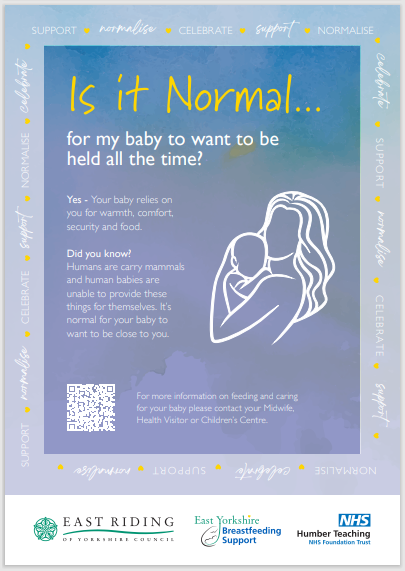 SUPPORT • normalise • CELEBRATE • support • NORMALISE
celebrate • SUPPORT • normalise • CELEBRATE • support
NORMALISE • celebrate • SUPPORT • normalise
SUPPORT • normalise • CELEBRATE • support • NORMALISE • celebrate
Is it Normal...
for my baby to want to be
held all the time?
Yes - Your baby relies on
you for warmth, comfort,
security and food.
Did you know?
Humans are carry mammals
and human babies are
unable to provide these
things for themselves. It's
normal for your baby to
want to be close to you.
For more information on feeding and caring
for your baby please contact your Midwife,
Health Visitor or Children's Centre.
EAST RIDING
OF YORKSHIRE COUNCIL
East Yorkshire
Breastfeeding
Support
NHS
Humber Teaching
NHS Foundation Trust